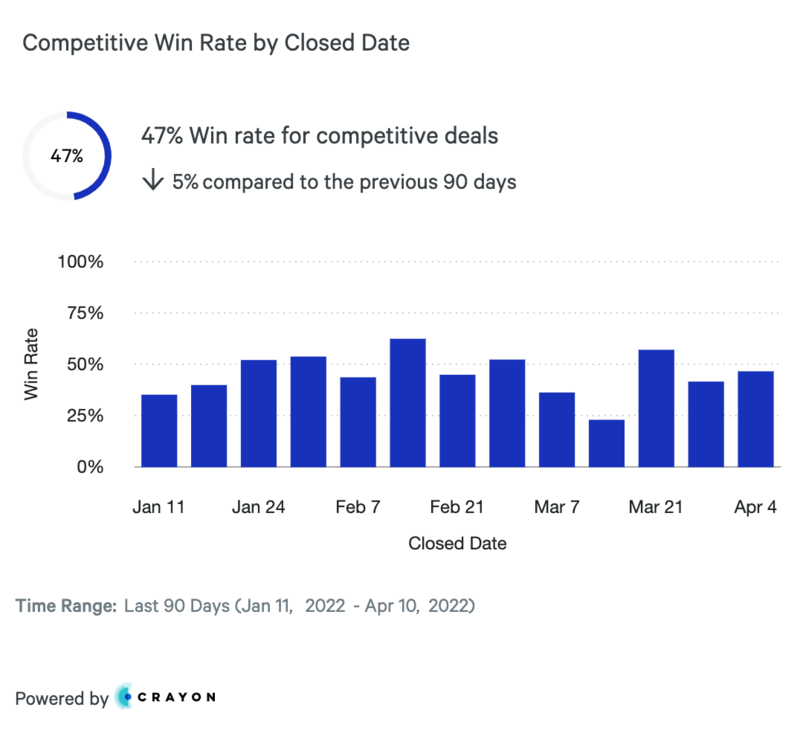 Competitive Win Rate by Closed Date
47%
47% Win rate for competitive deals
↓ 5% compared to the previous 90 days
100%
75%
50%
25%
0%
Win Rate
Jan 11 Jan 24 Feb 7 Feb 21 Mar 7 Mar 21 Apr 4
Closed Date
Time Range: Last 90 Days (Jan 11, 2022 - Apr 10, 2022)
Powered by CRAYON